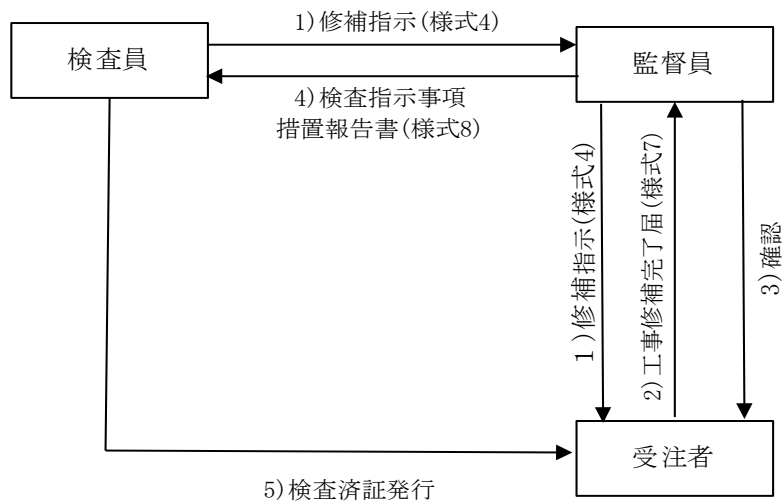 1)修補指示(様式4)
検査員
監督員
4)検査指示事項
措置報告書(様式8)
1)修補指示(様式4)
2)工事修補完了届(様式7)
3)確認
受注者
5)検査済証発行